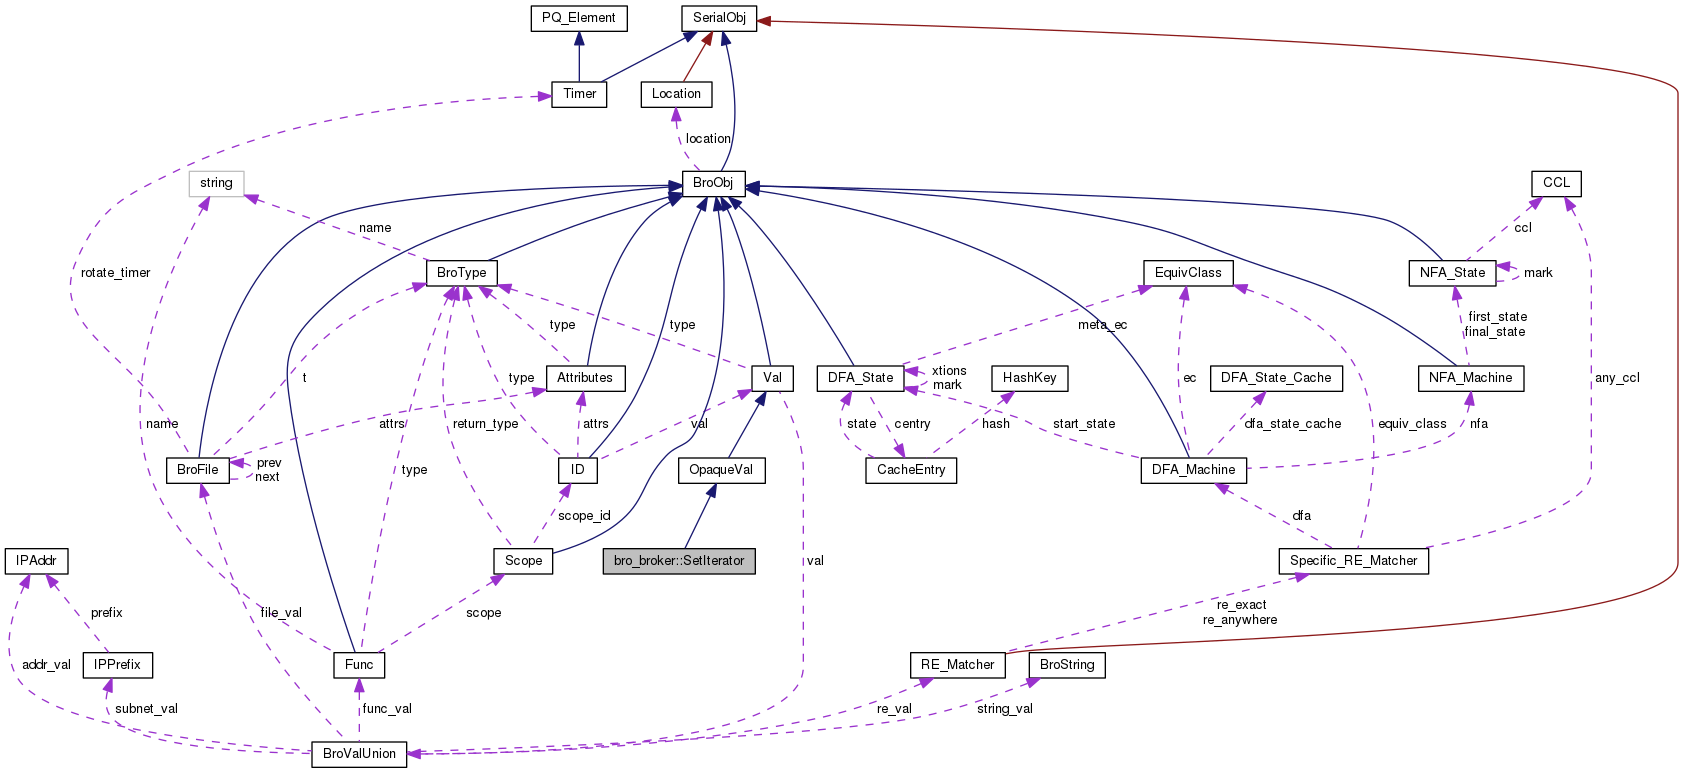 PQ_Element
SerialObj
Timer
Location
location
string
BroObj
CCL
name
ccl
rotate_timer
BroType
EquivClass
NFA_State
mark
type
type
meta_ec
first_state
final_state
t
type
Attributes
Val
DFA_State
xtions
mark
HashKey
ec
DFA_State_Cache
NFA_Machine
any_ccl
name
attrs
return_type
attrs
val
state
centry
hash
start_state
dfa_state_cache
equiv_class
nfa
BroFile
prev
next
type
ID
OpaqueVal
CacheEntry
DFA_Machine
scope_id
dfa
IPAddr
Scope
bro_broker::SetIterator
val
Specific_RE_Matcher
prefix
file_val
scope
re_exact
re_anywhere
addr_val
IPPrefix
Func
RE_Matcher
BroString
subnet_val
func_val
re_val
string_val
BroValUnion